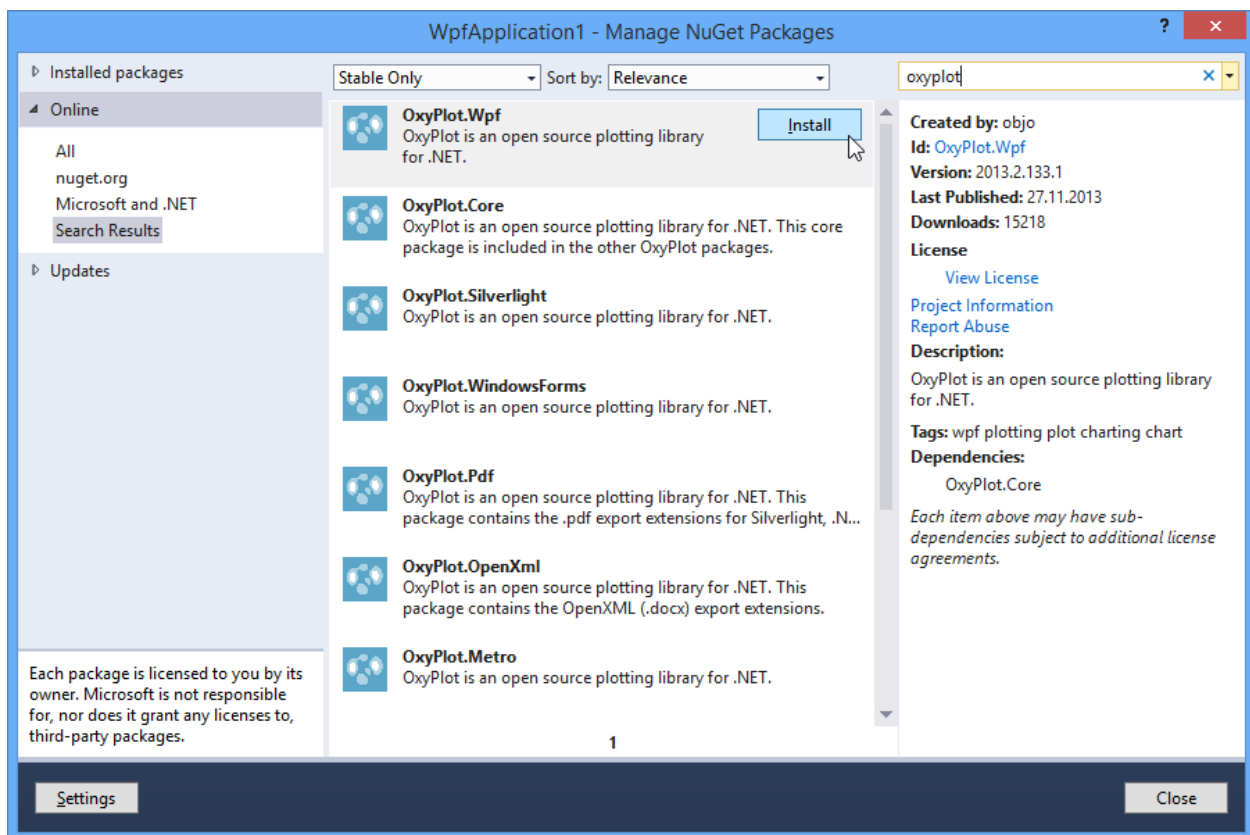 WpfApplication1 - Manage NuGet Packages
?
×
Installed packages
Online
All
nuget.org
Microsoft and .NET
Search Results
Updates
Each package is licensed to you by its
owner. Microsoft is not responsible
for, nor does it grant any licenses to,
third-party packages.
Stable Only
Sort by: Relevance
OxyPlot.Wpf
OxyPlot is an open source plotting library
for .NET.
Install
OxyPlot.Core
OxyPlot is an open source plotting library for .NET. This core
package is included in the other OxyPlot packages.
OxyPlot.Silverlight
OxyPlot is an open source plotting library for .NET.
OxyPlot.WindowsForms
OxyPlot is an open source plotting library for .NET.
OxyPlot.Pdf
OxyPlot is an open source plotting library for .NET. This
package contains the .pdf export extensions for Silverlight, .N...
OxyPlot.OpenXml
OxyPlot is an open source plotting library for .NET. This
package contains the OpenXML (.docx) export extensions.
OxyPlot.Metro
OxyPlot is an open source plotting library for .NET.
1
oxyplot
Created by: objo
Id: OxyPlot.Wpf
Version: 2013.2.133.1
Last Published: 27.11.2013
Downloads: 15218
License
View License
Project Information
Report Abuse
Description:
OxyPlot is an open source plotting library
for .NET.
Tags: wpf plotting plot charting chart
Dependencies:
OxyPlot.Core
Each item above may have sub-
dependencies subject to additional license
agreements.
Settings
Close